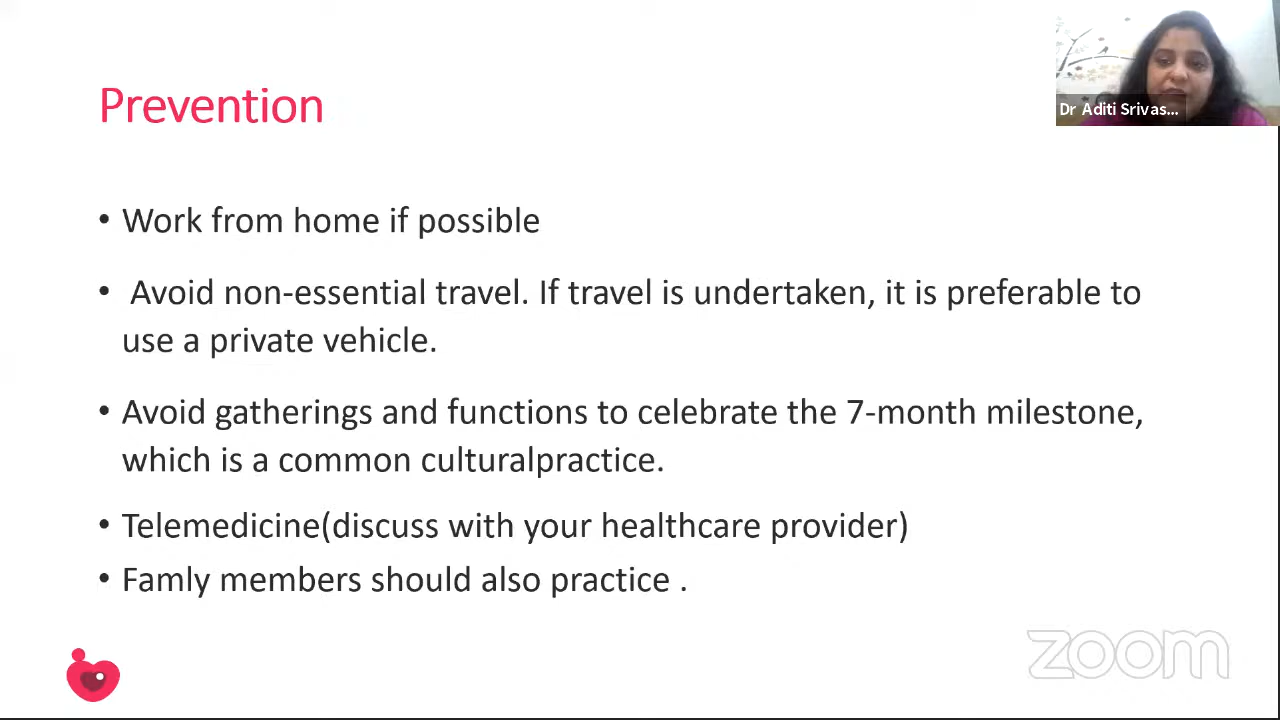 Dr Aditi Srivas...
Prevention
• Work from home if possible
• Avoid non-essential travel. If travel is undertaken, it is preferable to
use a private vehicle.
• Avoid gatherings and functions to celebrate the 7-month milestone,
which is a common culturalpractice.
• Telemedicine(discuss with your healthcare provider)
• Famly members should also practice .
zoom